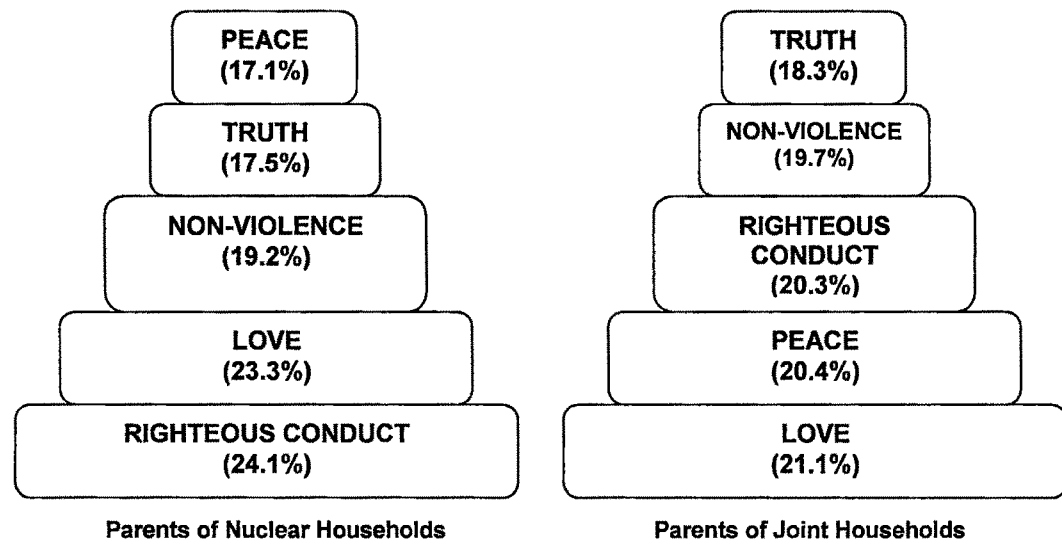 PEACE
(17.1%)
TRUTH
(17.5%)
NON-VIOLENCE
(19.2%)
LOVE
(23.3%)
RIGHTEOUS CONDUCT
(24.1%)
Parents of Nuclear Households
TRUTH
(18.3%)
NON-VIOLENCE
(19.7%)
RIGHTEOUS
CONDUCT
(20.3%)
PEACE
(20.4%)
LOVE
(21.1%)
Parents of Joint Households